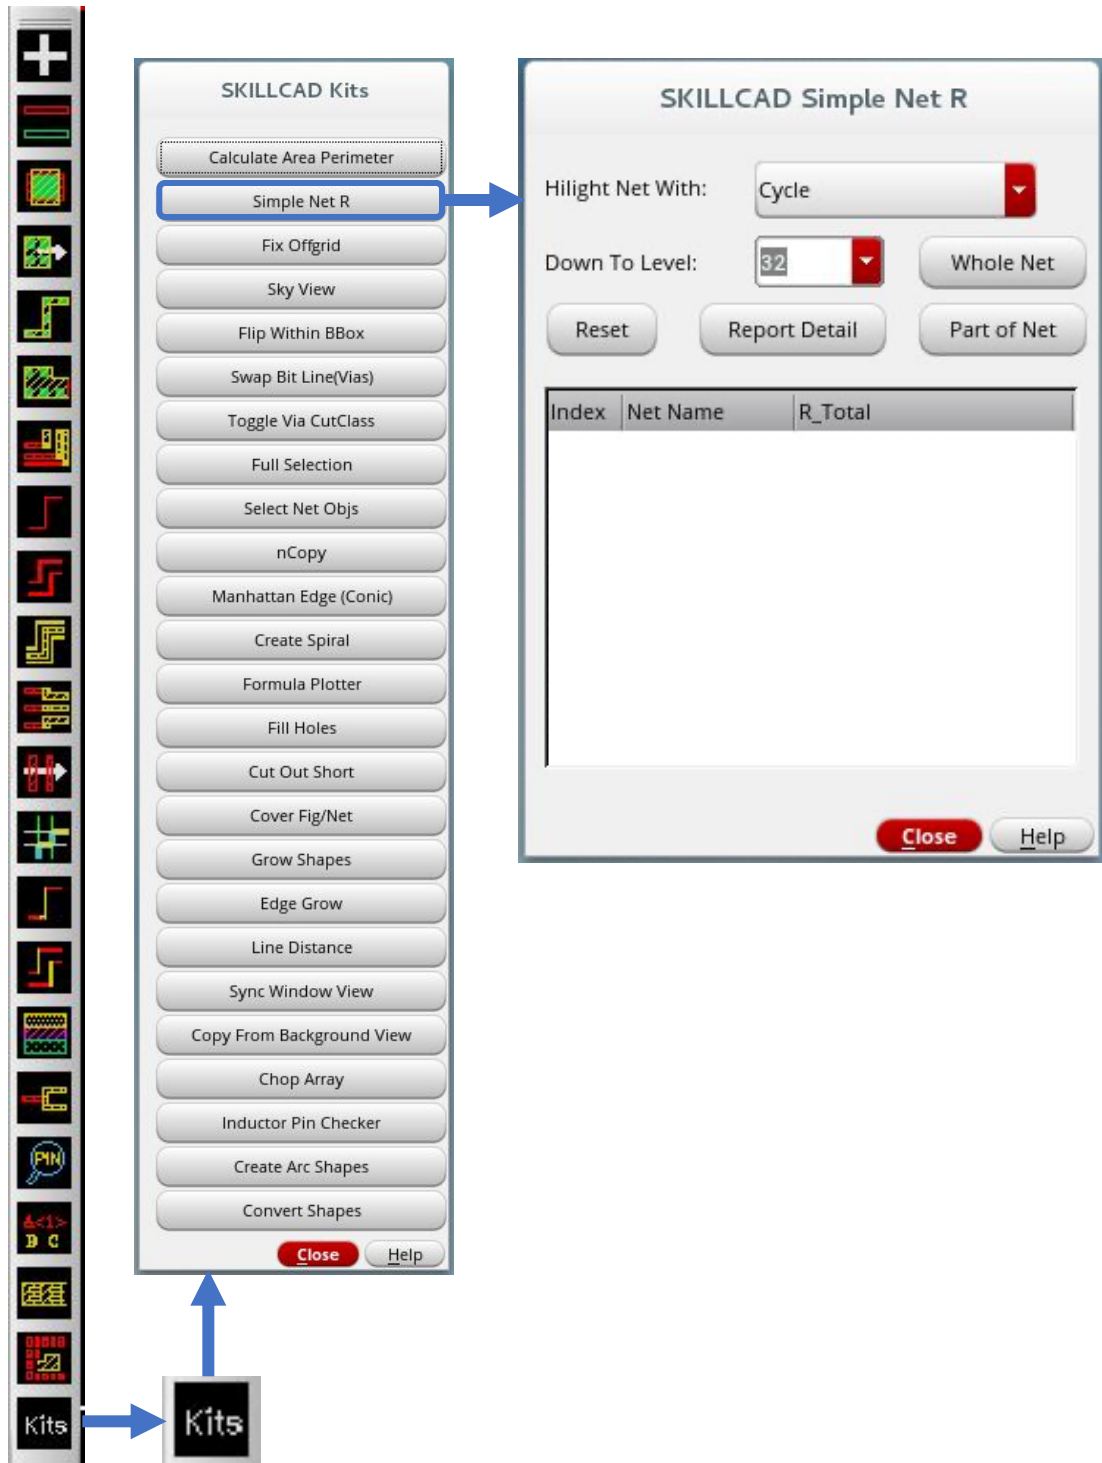 SKILLCAD Kits
Calculate Area Perimeter
Simple Net R
Fix Offgrid
Sky View
Flip Within BBox
Swap Bit Line(Vias)
Toggle Via CutClass
Full Selection
Select Net Objs
nCopy
Manhattan Edge (Conic)
Create Spiral
Formula Plotter
Fill Holes
Cut Out Short
Cover Fig/Net
Grow Shapes
Edge Grow
Line Distance
Sync Window View
Copy From Background View
Chop Array
Inductor Pin Checker
Create Arc Shapes
Convert Shapes
Close Help
SKILLCAD Simple Net R
Hilight Net With: Cycle
Down To Level: 32 Whole Net
Reset Report Detail Part of Net
Index Net Name R_Total
Close Help
PIN
A<1>
B C
Kits
Kits